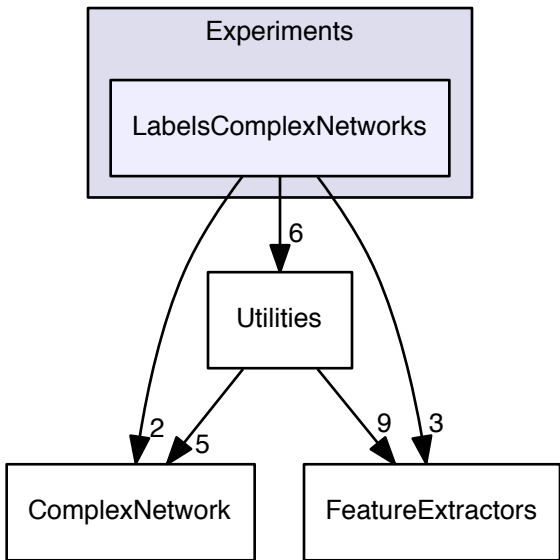 Experiments
LabelsComplexNetworks
6
Utilities
2
5
9
3
ComplexNetwork
FeatureExtractors